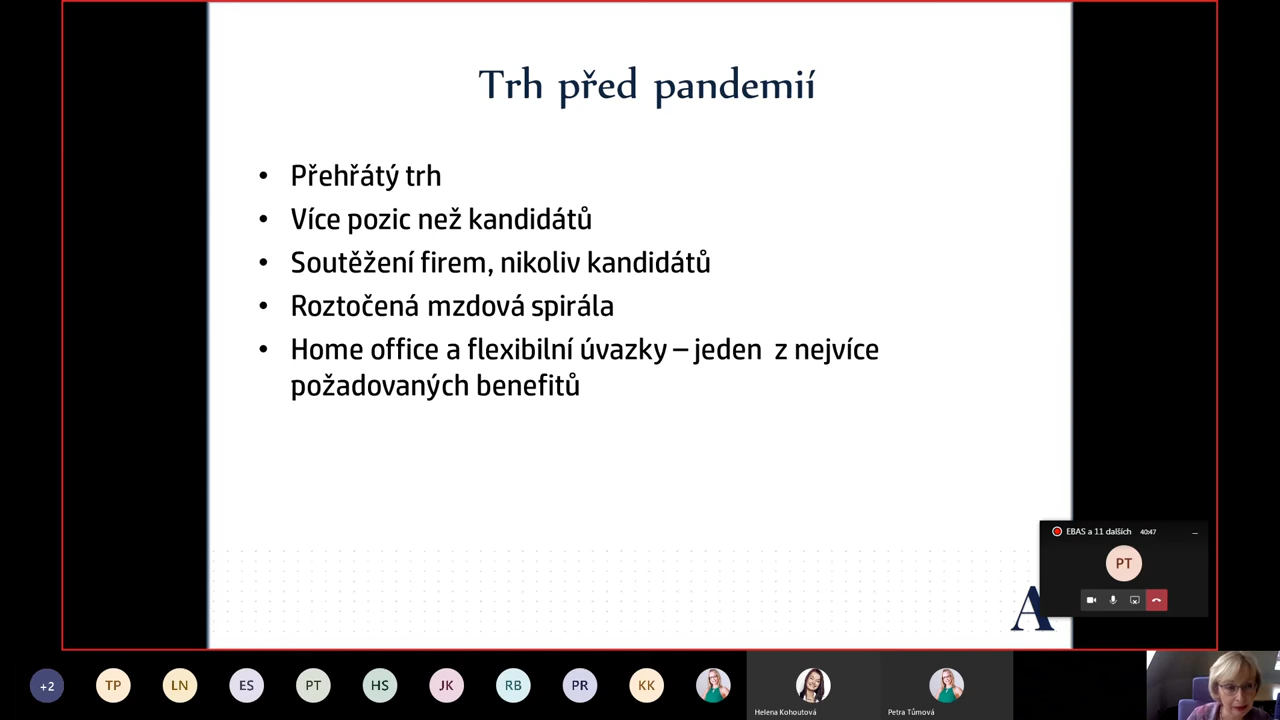 Trh před pandemií
• Přehřátý trh
• Více pozic než kandidátů
• Soutěžení firem, nikoliv kandidátů
• Roztočená mzdová spirála
• Home office a flexibilní úvazky – jeden z nejvíce
požadovaných benefitů
EBAS a 11 dalších 40:47
PT
A
+2 TP LN ES PT HS JK RB PR KK
Helena Kohoutová Petra Tůmová